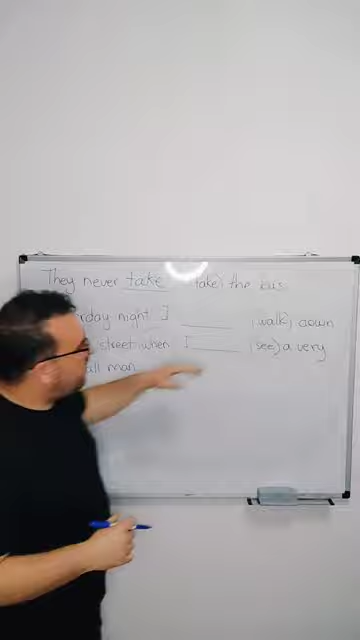 They never take (take) the bus.
rday night I ______ (walk) down
street when I ______ (see) a very
all man